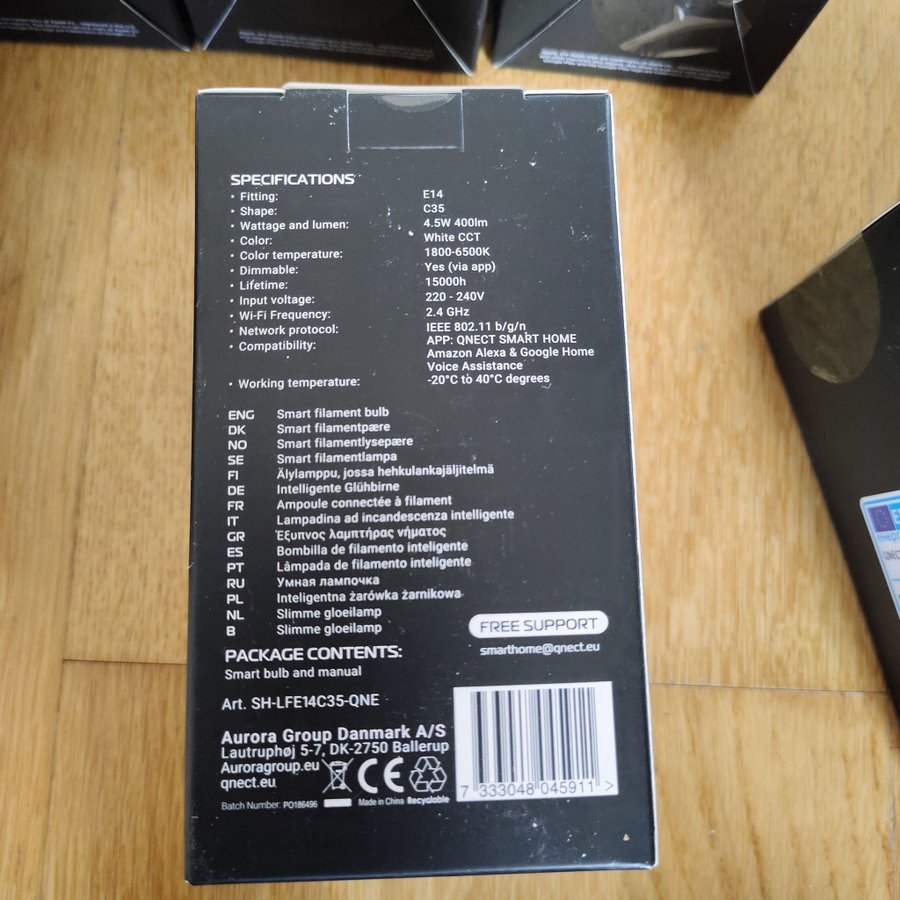 SPECIFICATIONS
• Fitting: E14
• Shape: C35
• Wattage and lumen: 4.5W 400lm
• Color: White CCT
• Color temperature: 1800-6500K
• Dimmable: Yes (via app)
• Lifetime: 15000h
• Input voltage: 220 - 240V
• Wi-Fi Frequency: 2.4 GHz
• Network protocol: IEEE 802.11 b/g/n
• Compatibility: APP: QNECT SMART HOME
Amazon Alexa & Google Home
Voice Assistance
• Working temperature: -20°C to 40°C degrees
ENG Smart filament bulb
DK Smart filamentpære
NO Smart filamentlysepære
SE Smart filamentlampa
FI Älylamppu, jossa hehkulankajäljitelmä
DE Intelligente Glühbirne
FR Ampoule connectée à filament
IT Lampadina ad incandescenza intelligente
GR Έξυπνος λαμπτήρας νήματος
ES Bombilla de filamento inteligente
PT Lâmpada de filamento inteligente
RU Умная лампочка
PL Inteligentna żarówka żarnikowa
NL Slimme gloeilamp
B Slimme gloeilamp
FREE SUPPORT
smarthome@qnect.eu
PACKAGE CONTENTS:
Smart bulb and manual
Art. SH-LFE14C35-QNE
Aurora Group Danmark A/S
Lautruphøj 5-7, DK-2750 Ballerup
Auroragroup.eu
qnect.eu
CE
Batch Number: PO186496
Made in China
Recyclable
7 333048 045911 >